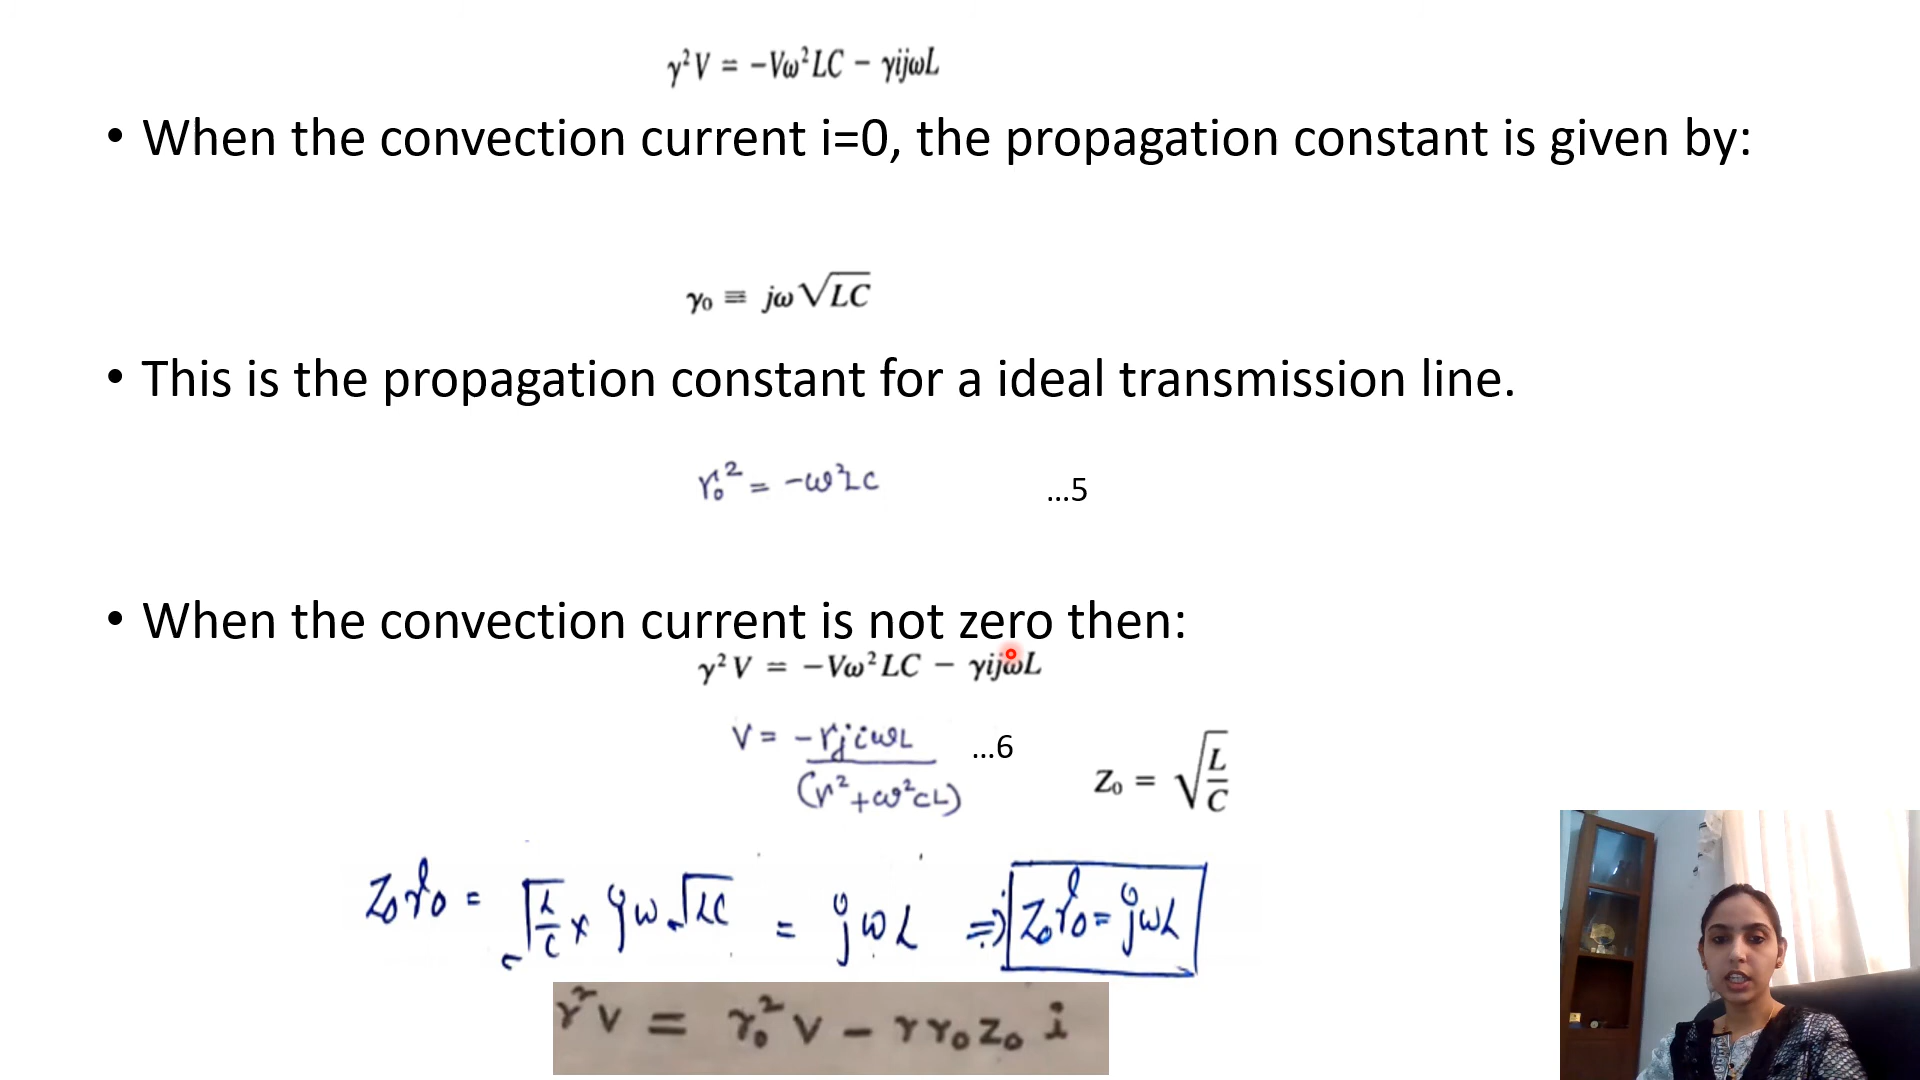 γ²V = −Vω²LC − γijωL
• When the convection current i=0, the propagation constant is given by:
γ₀ ≡ jω√LC
• This is the propagation constant for a ideal transmission line.
γ₀² = -ω²LC ...5
• When the convection current is not zero then:
γ²V = −Vω²LC − γijωL
V = -γjiωL / (γ²+ω²CL) ...6
Z₀ = √(L/C)
Z₀γ₀ = √(L/C) × jω√LC = jωL ⇒ Z₀γ₀ = jωL
γ²V = γ₀²V - γγ₀Z₀ i